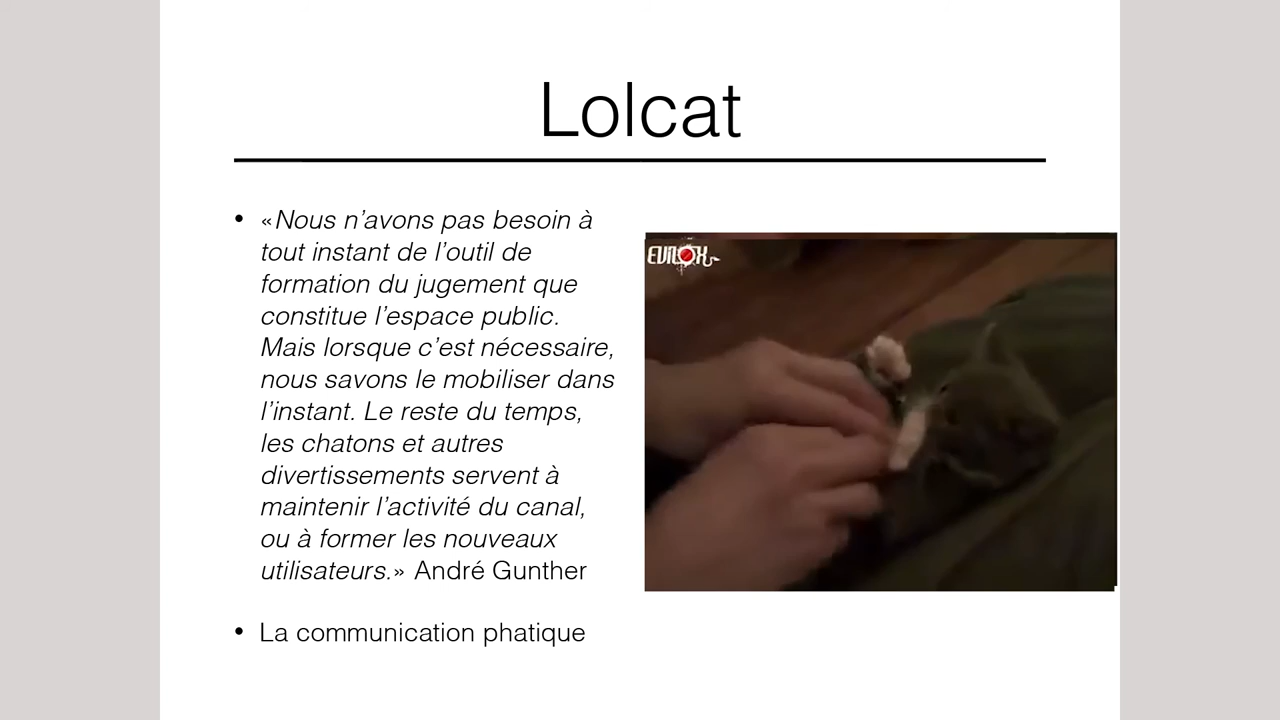 Lolcat
• «Nous n’avons pas besoin à
tout instant de l’outil de
formation du jugement que
constitue l’espace public.
Mais lorsque c’est nécessaire,
nous savons le mobiliser dans
l’instant. Le reste du temps,
les chatons et autres
divertissements servent à
maintenir l’activité du canal,
ou à former les nouveaux
utilisateurs.» André Gunther
• La communication phatique
EVILOX